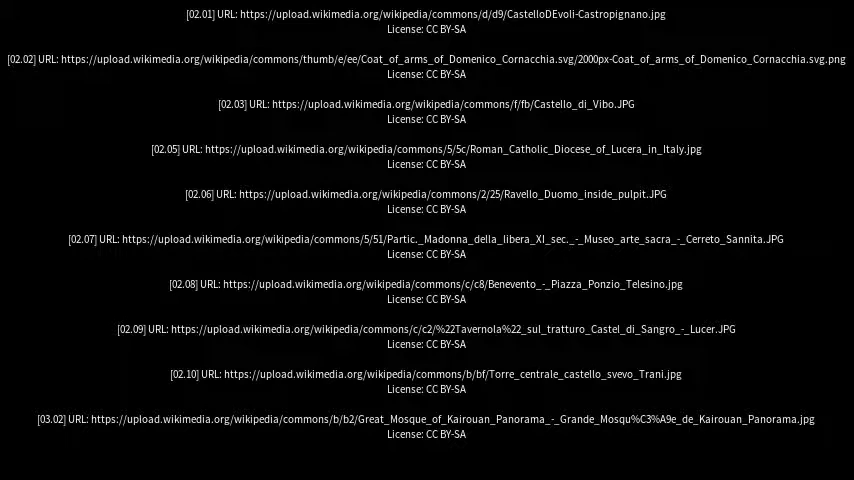 [02.01] URL: https://upload.wikimedia.org/wikipedia/commons/d/d9/CastelloDEvoli-Castropignano.jpg
License: CC BY-SA
[02.02] URL: https://upload.wikimedia.org/wikipedia/commons/thumb/e/ee/Coat_of_arms_of_Domenico_Cornacchia.svg/2000px-Coat_of_arms_of_Domenico_Cornacchia.svg.png
License: CC BY-SA
[02.03] URL: https://upload.wikimedia.org/wikipedia/commons/f/fb/Castello_di_Vibo.JPG
License: CC BY-SA
[02.05] URL: https://upload.wikimedia.org/wikipedia/commons/5/5c/Roman_Catholic_Diocese_of_Lucera_in_Italy.jpg
License: CC BY-SA
[02.06] URL: https://upload.wikimedia.org/wikipedia/commons/2/25/Ravello_Duomo_inside_pulpit.JPG
License: CC BY-SA
[02.07] URL: https://upload.wikimedia.org/wikipedia/commons/5/51/Partic._Madonna_della_libera_XI_sec._-_Museo_arte_sacra_-_Cerreto_Sannita.JPG
License: CC BY-SA
[02.08] URL: https://upload.wikimedia.org/wikipedia/commons/c/c8/Benevento_-_Piazza_Ponzio_Telesino.jpg
License: CC BY-SA
[02.09] URL: https://upload.wikimedia.org/wikipedia/commons/c/c2/%22Tavernola%22_sul_tratturo_Castel_di_Sangro_-_Lucer.JPG
License: CC BY-SA
[02.10] URL: https://upload.wikimedia.org/wikipedia/commons/b/bf/Torre_centrale_castello_svevo_Trani.jpg
License: CC BY-SA
[03.02] URL: https://upload.wikimedia.org/wikipedia/commons/b/b2/Great_Mosque_of_Kairouan_Panorama_-_Grande_Mosqu%C3%A9e_de_Kairouan_Panorama.jpg
License: CC BY-SA